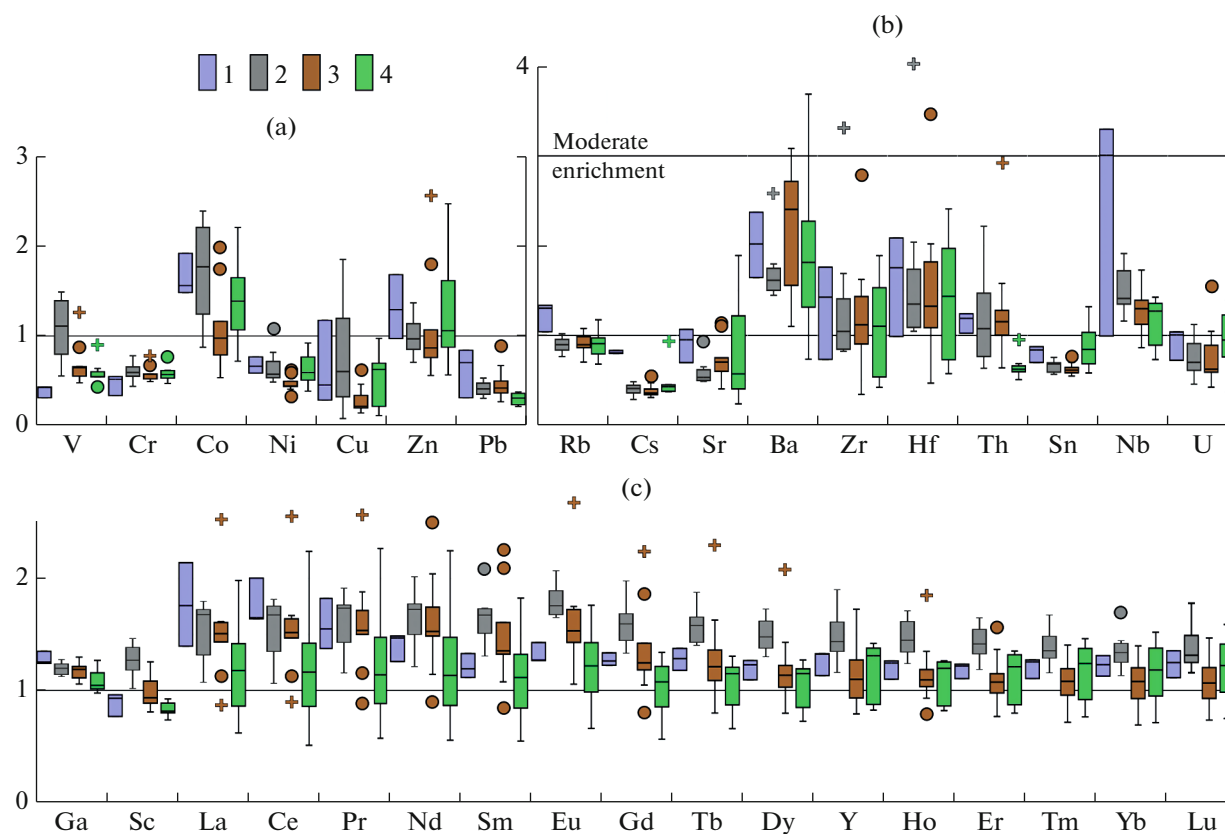 (b)
1 2 3 4
4
(a)
3
Moderate
enrichment
2
1
0
V Cr Co Ni Cu Zn Pb
Rb Cs Sr Ba Zr Hf Th Sn Nb U
(c)
2
1
0
Ga Sc La Ce Pr Nd Sm Eu Gd Tb Dy Y Ho Er Tm Yb Lu